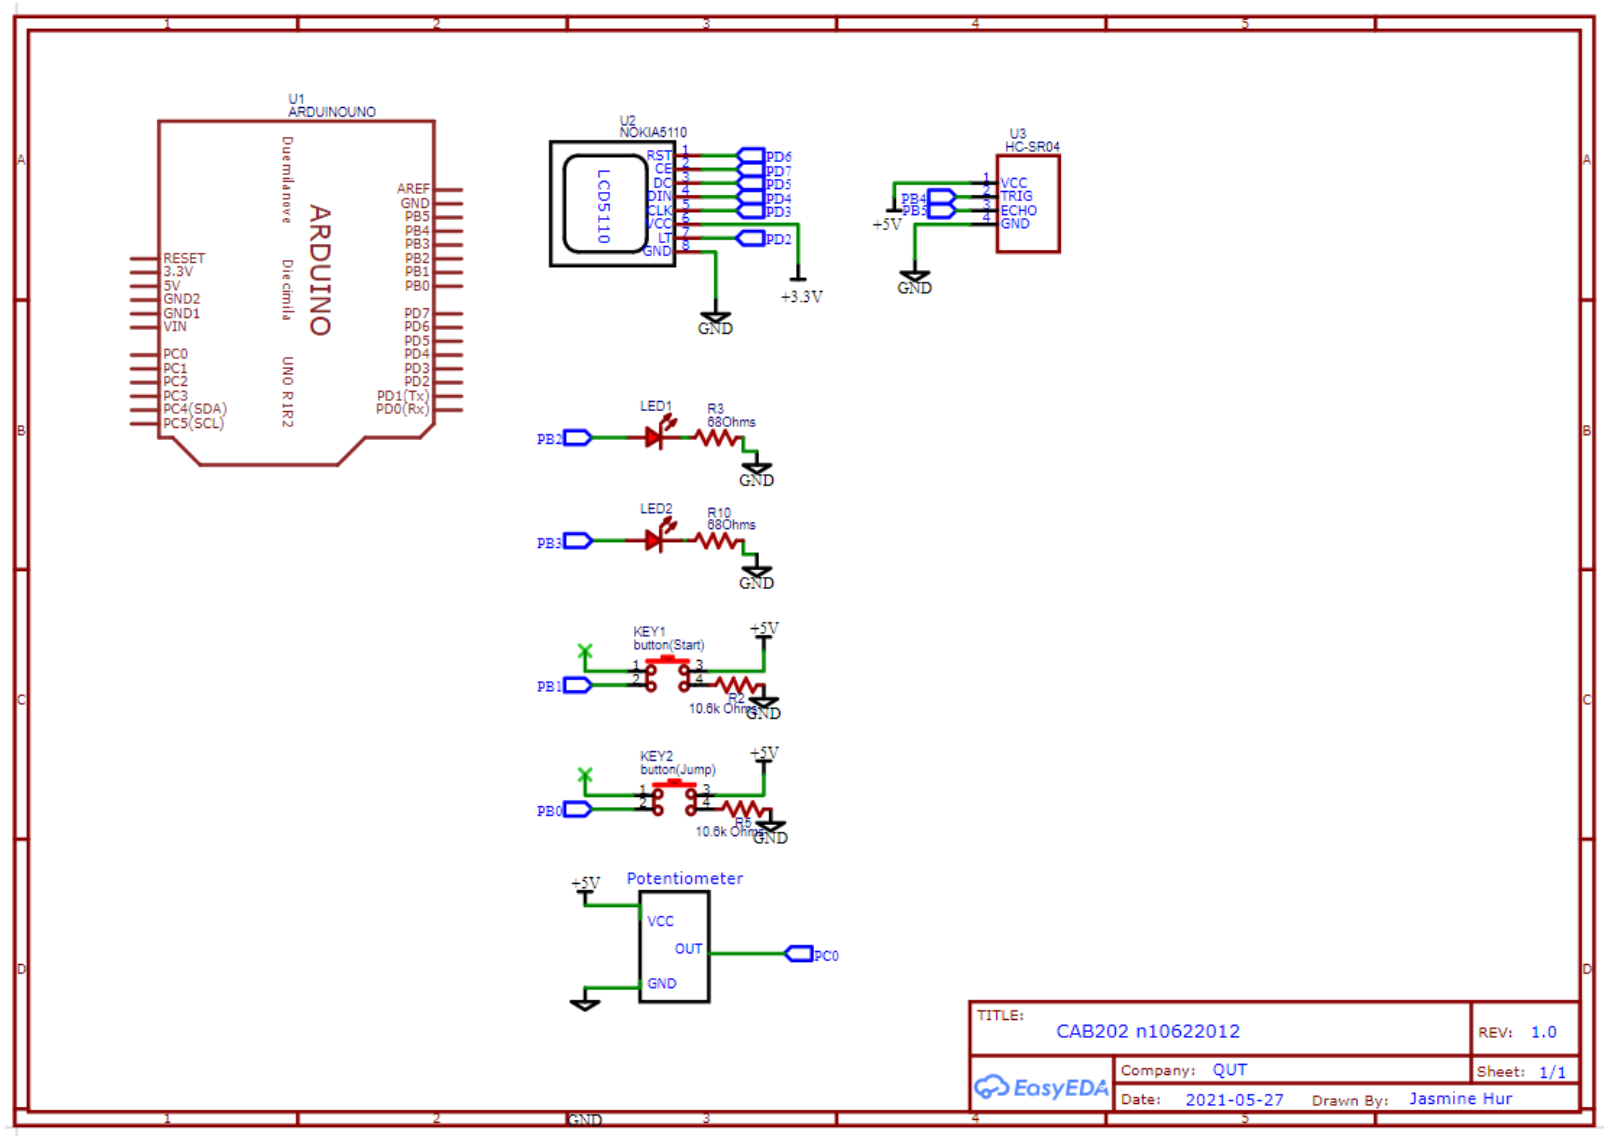 1 2 3 4 5
A A
B B
C C
D D
U1
ARDUINOUNO
Duemilanove
Diecimila
UNO R1R2
ARDUINO
AREF
GND
PB5
PB4
PB3
PB2
PB1
PB0
PD7
PD6
PD5
PD4
PD3
PD2
PD1(Tx)
PD0(Rx)
RESET
3.3V
5V
GND2
GND1
VIN
PC0
PC1
PC2
PC3
PC4(SDA)
PC5(SCL)
U2
NOKIA5110
LCD5110
RST 1 PD6
CE 2 PD7
DC 3 PD5
DIN 4 PD4
CLK 5 PD3
VCC 6
LT 7 PD2
GND 8
+3.3V
GND
U3
HC-SR04
1 VCC
PB4 2 TRIG
PB5 3 ECHO
4 GND
+5V
GND
LED1
R3
68Ohms
PB2
GND
LED2
R10
68Ohms
PB3
GND
KEY1
button(Start)
+5V
1 3
PB1 2 4
R2
10.6k Ohms
GND
KEY2
button(Jump)
+5V
1 3
PB0 2 4
R5
10.6k Ohms
GND
Potentiometer
+5V
VCC
OUT
PC0
GND
TITLE:
CAB202 n10622012
REV: 1.0
EasyEDA
Company: QUT
Sheet: 1/1
Date: 2021-05-27
Drawn By: Jasmine Hur
1 2 GND 3 4 5